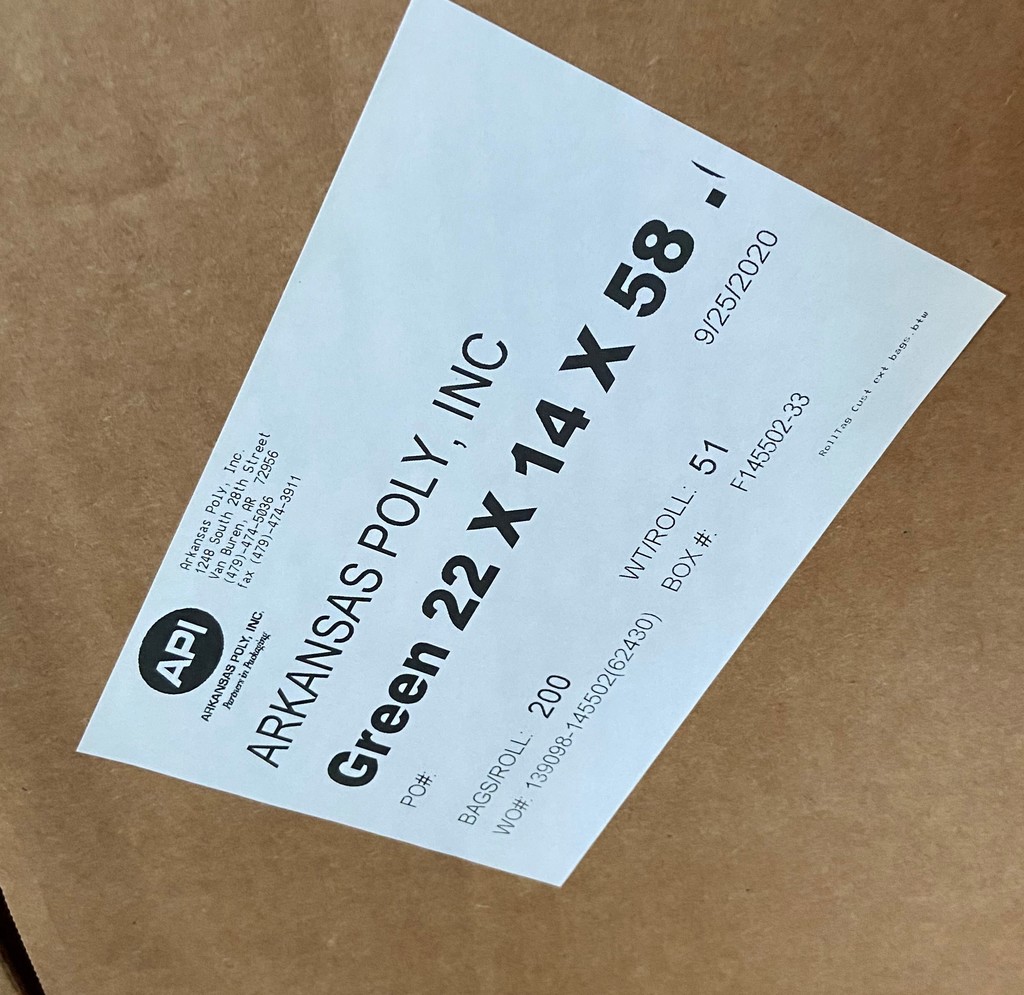 API
ARKANSAS POLY, INC.
Partners in Packaging
Arkansas Poly, Inc.
1248 South 28th Street
Van Buren, AR 72956
(479)-474-5036
fax (479)-474-3911
ARKANSAS POLY, INC
Green 22 X 14 X 58 .
PO#:
9/25/2020
BAGS/ROLL: 200 WT/ROLL: 51
WO#: 139098-145502(62430) BOX #: F145502-33
RollTag Cust ext bags.btw